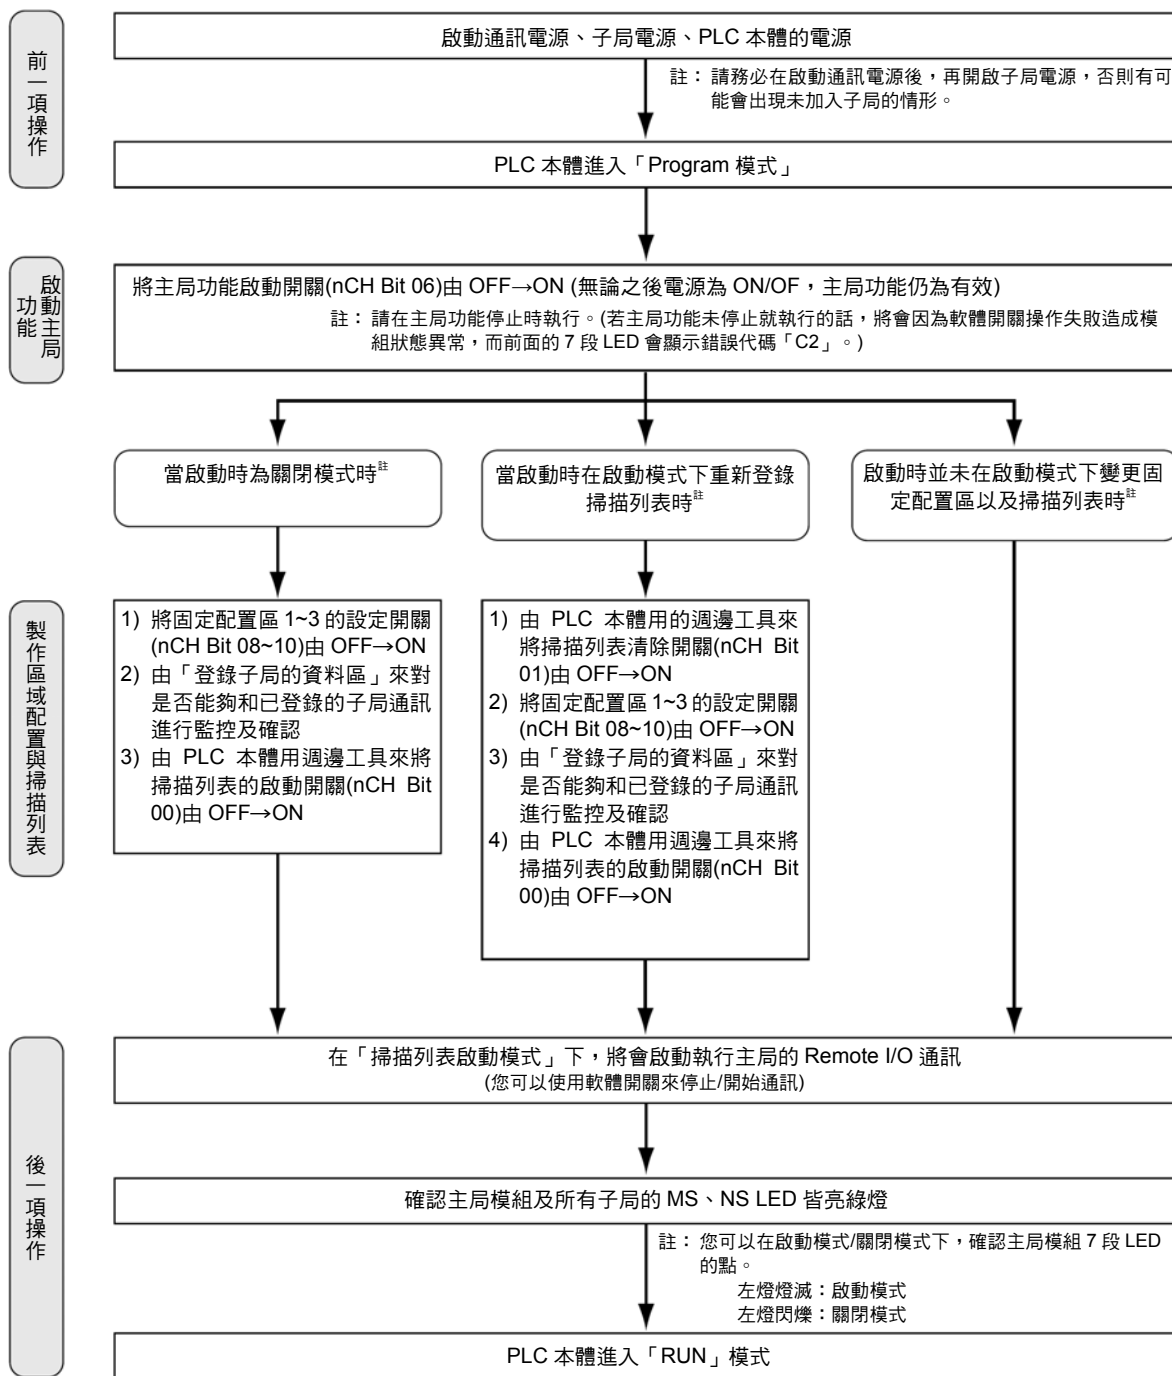 前一項操作
啟動通訊電源、子局電源、PLC 本體的電源
註：請務必在啟動通訊電源後，再開啟子局電源，否則有可
能會出現未加入子局的情形。
PLC 本體進入「Program 模式」
啟動主局
功能
將主局功能啟動開關(nCH Bit 06)由 OFF→ON (無論之後電源為 ON/OF，主局功能仍為有效)
註：請在主局功能停止時執行。(若主局功能未停止就執行的話，將會因為軟體開關操作失敗造成模
組狀態異常，而前面的 7 段 LED 會顯示錯誤代碼「C2」。)
當啟動時為關閉模式時註
當啟動時在啟動模式下重新登錄
掃描列表時註
啟動時並未在啟動模式下變更固
定配置區以及掃描列表時註
製作區域配置與掃描列表
1) 將固定配置區 1~3 的設定開關
(nCH Bit 08~10)由 OFF→ON
2) 由「登錄子局的資料區」來對
是否能夠和已登錄的子局通訊
進行監控及確認
3) 由 PLC 本體用週邊工具來將
掃描列表的啟動開關(nCH Bit
00)由 OFF→ON
1) 由 PLC 本體用的週邊工具來
將掃描列表清除開關(nCH Bit
01)由 OFF→ON
2) 將固定配置區 1~3 的設定開關
(nCH Bit 08~10)由 OFF→ON
3) 由「登錄子局的資料區」來對
是否能夠和已登錄的子局通訊
進行監控及確認
4) 由 PLC 本體用週邊工具來將
掃描列表的啟動開關(nCH Bit
00)由 OFF→ON
後一項操作
在「掃描列表啟動模式」下，將會啟動執行主局的 Remote I/O 通訊
(您可以使用軟體開關來停止/開始通訊)
確認主局模組及所有子局的 MS、NS LED 皆亮綠燈
註：您可以在啟動模式/關閉模式下，確認主局模組 7 段 LED
的點。
左燈燈滅：啟動模式
左燈閃爍：關閉模式
PLC 本體進入「RUN」模式